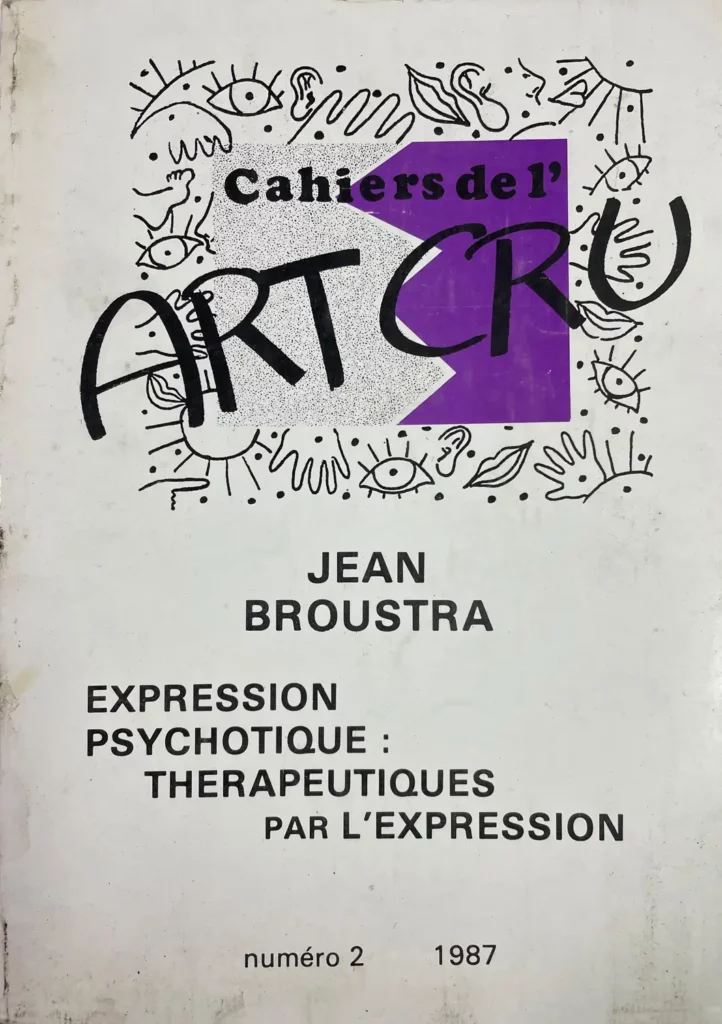 Cahiers de l'
ART CRU
JEAN
BROUSTRA
EXPRESSION
PSYCHOTIQUE :
THERAPEUTIQUES
PAR L'EXPRESSION
numéro 2 1987